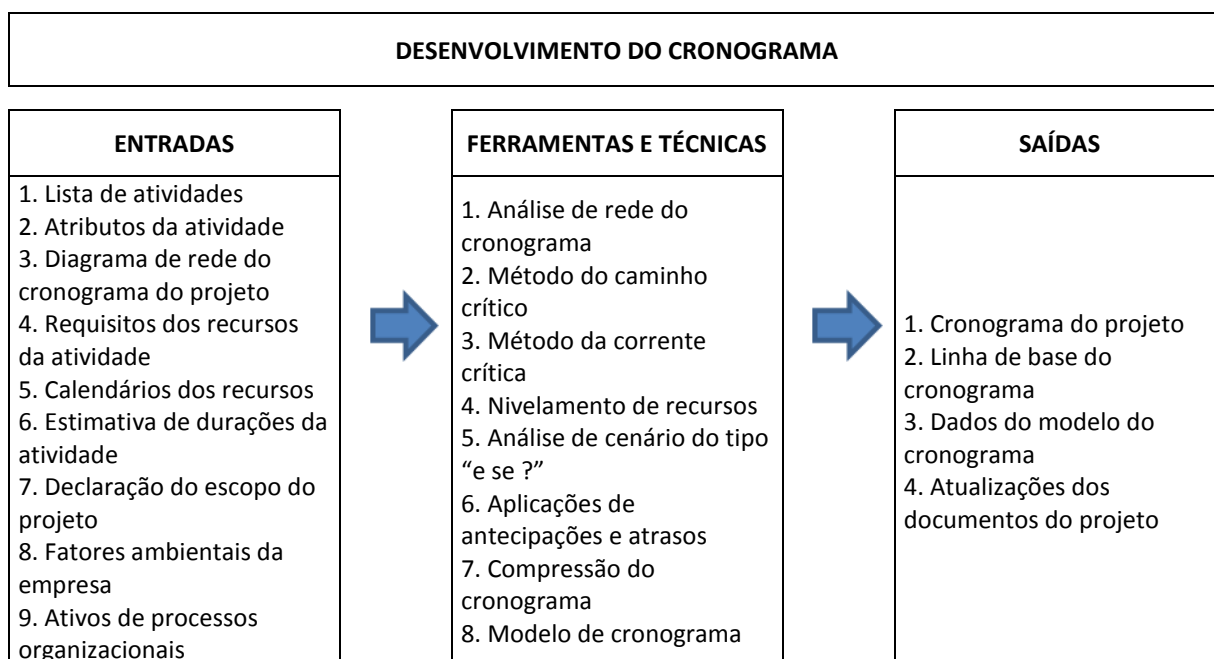 DESENVOLVIMENTO DO CRONOGRAMA
ENTRADAS
1. Lista de atividades
2. Atributos da atividade
3. Diagrama de rede do
cronograma do projeto
4. Requisitos dos recursos
da atividade
5. Calendários dos recursos
6. Estimativa de durações da
atividade
7. Declaração do escopo do
projeto
8. Fatores ambientais da
empresa
9. Ativos de processos
organizacionais
FERRAMENTAS E TÉCNICAS
1. Análise de rede do
cronograma
2. Método do caminho
crítico
3. Método da corrente
crítica
4. Nivelamento de recursos
5. Análise de cenário do tipo
“e se ?”
6. Aplicações de
antecipações e atrasos
7. Compressão do
cronograma
8. Modelo de cronograma
SAÍDAS
1. Cronograma do projeto
2. Linha de base do
cronograma
3. Dados do modelo do
cronograma
4. Atualizações dos
documentos do projeto